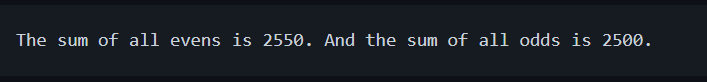 The sum of all evens is 2550. And the sum of all odds is 2500.